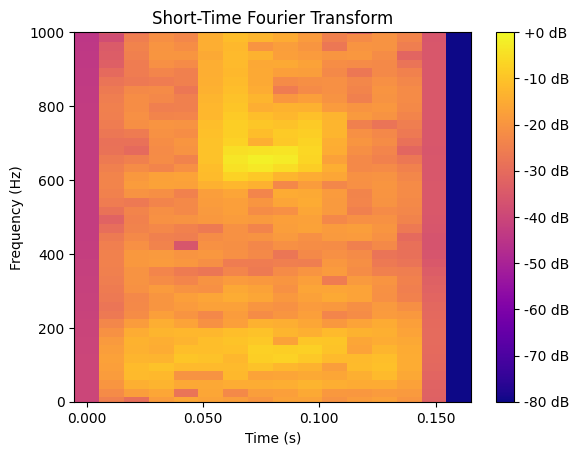 Short-Time Fourier Transform
1000
800
600
400
200
0
Frequency (Hz)
0.000
0.050
0.100
0.150
Time (s)
+0 dB
-10 dB
-20 dB
-30 dB
-40 dB
-50 dB
-60 dB
-70 dB
-80 dB